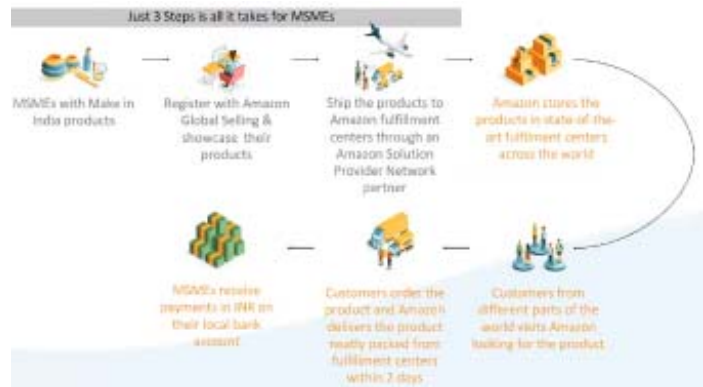 Just 3 Steps is all it takes for MSMEs
MSMEs with Make in
India products
Register with Amazon
Global Selling &
showcase their
products
Ship the products to
Amazon fulfillment
centers through an
Amazon Solution
Provider Network
partner
Amazon stores the
products in state-of-the-
art fulfilment centers
across the world
Customers from
different parts of the
world visits Amazon
looking for the product
Customers order the
product and Amazon
delivers the product
neatly packed from
fulfillment centers
within 2 days
MSMEs receive
payments in INR on
their local bank
account